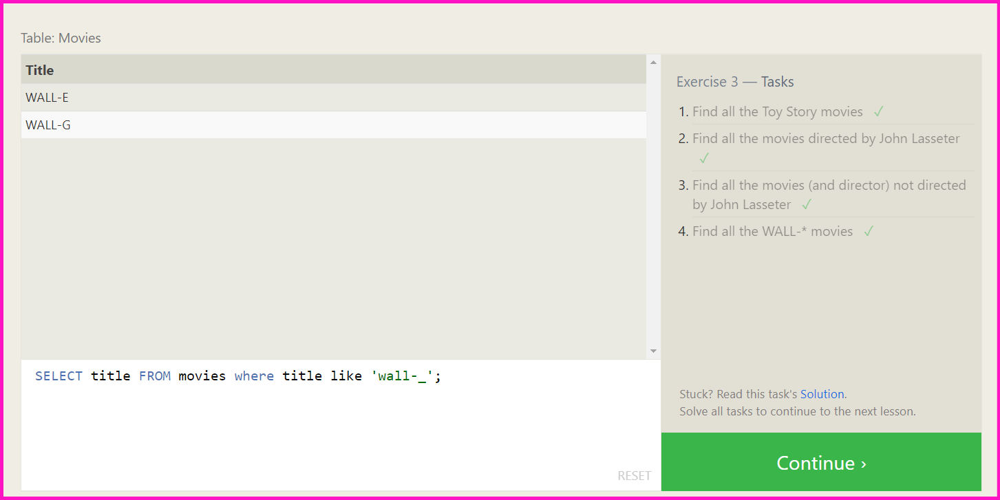 Table: Movies
Title
WALL-E
WALL-G
SELECT title FROM movies where title like 'wall-_';
RESET
Exercise 3 — Tasks
1. Find all the Toy Story movies ✓
2. Find all the movies directed by John Lasseter
✓
3. Find all the movies (and director) not directed
by John Lasseter ✓
4. Find all the WALL-* movies ✓
Stuck? Read this task's Solution.
Solve all tasks to continue to the next lesson.
Continue ›